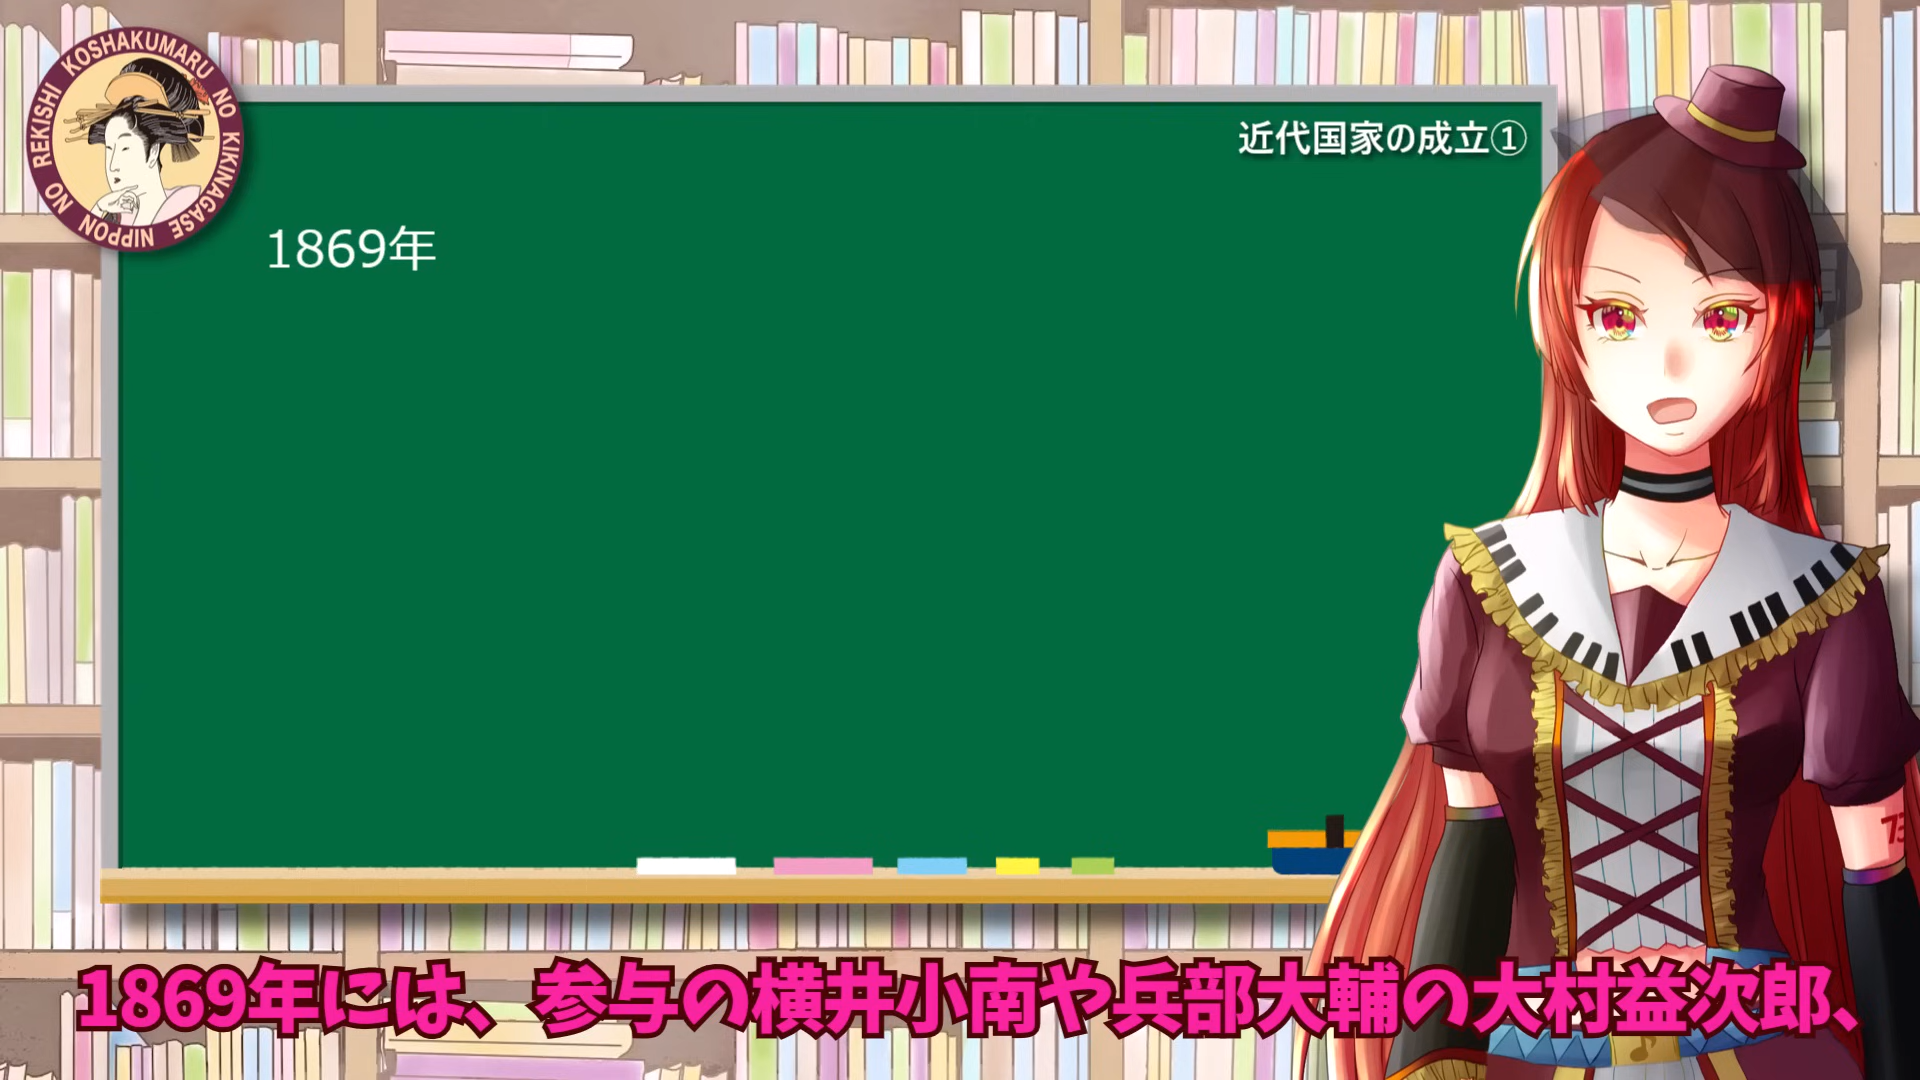 KOSHAKUMARU NO KIKINAGASE NIPPON NO REKISHI
近代国家の成立①
1869年
73
1869年には、参与の横井小南や兵部大輔の大村益次郎、